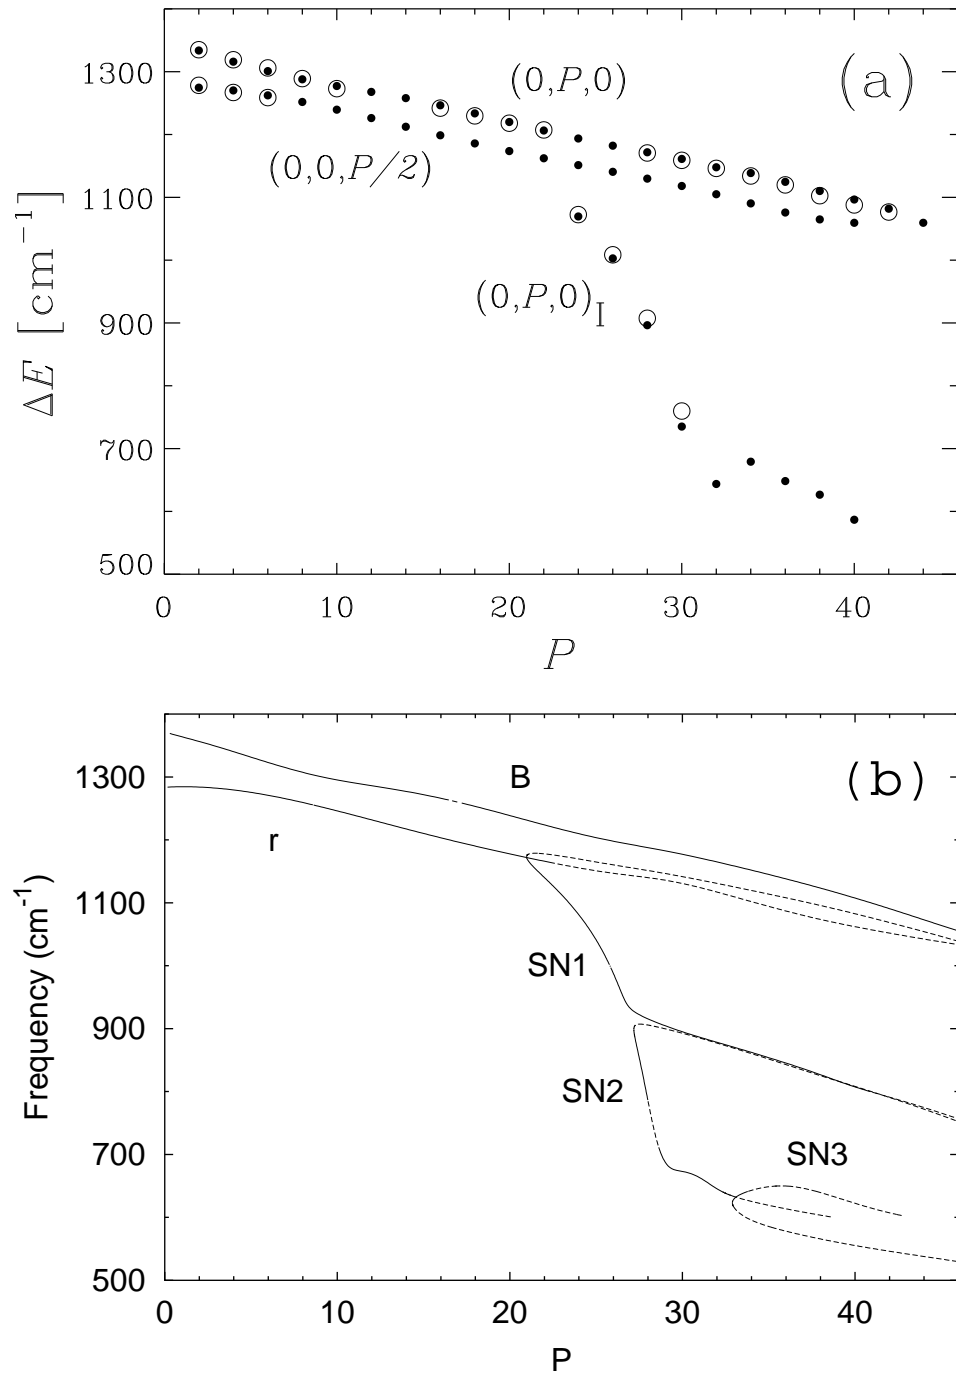 (a)
1300
(0,P,0)
(0,0,P/2)
1100
ΔE [cm⁻¹]
(0,P,0)I
900
700
500
0 10 20 30 40
P
(b)
1300
B
r
1100
Frequency (cm⁻¹)
SN1
900
SN2
700
SN3
500
0 10 20 30 40
P